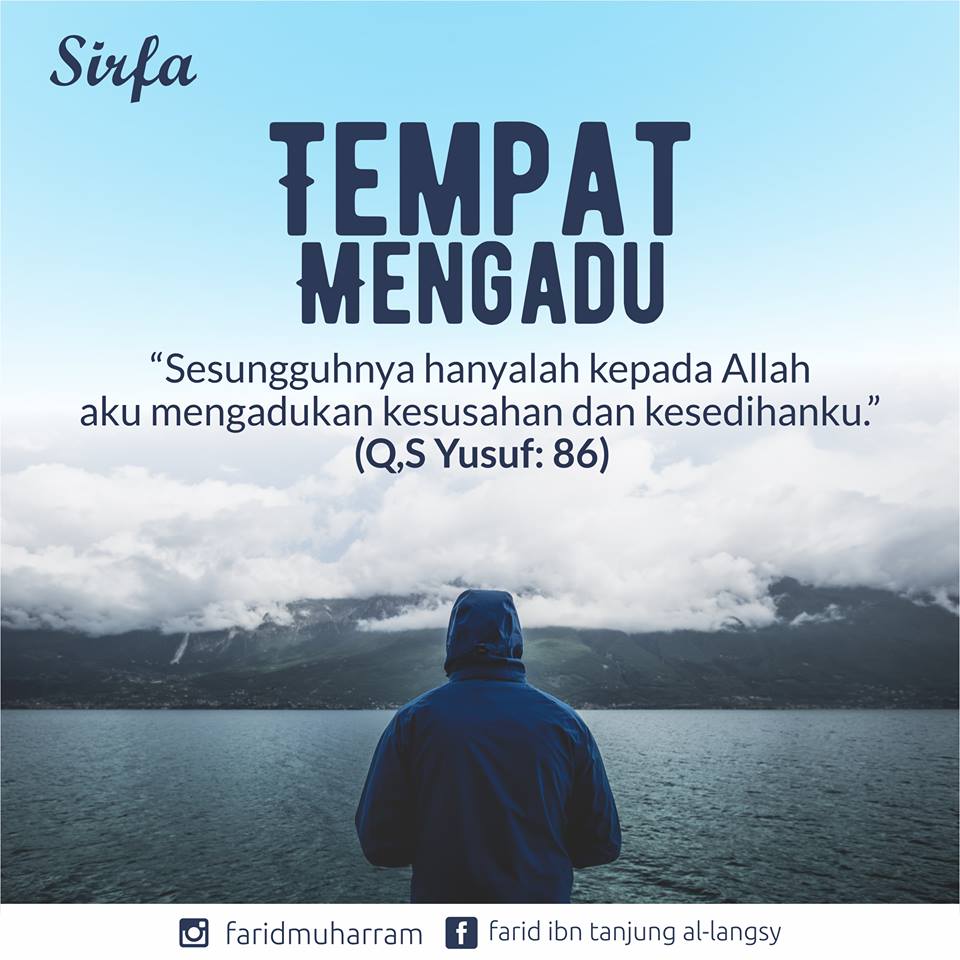 Sirfa
TEMPAT
MENGADU
“Sesungguhnya hanyalah kepada Allah
aku mengadukan kesusahan dan kesedihanku.”
(Q,S Yusuf: 86)
faridmuharram farid ibn tanjung al-langsy